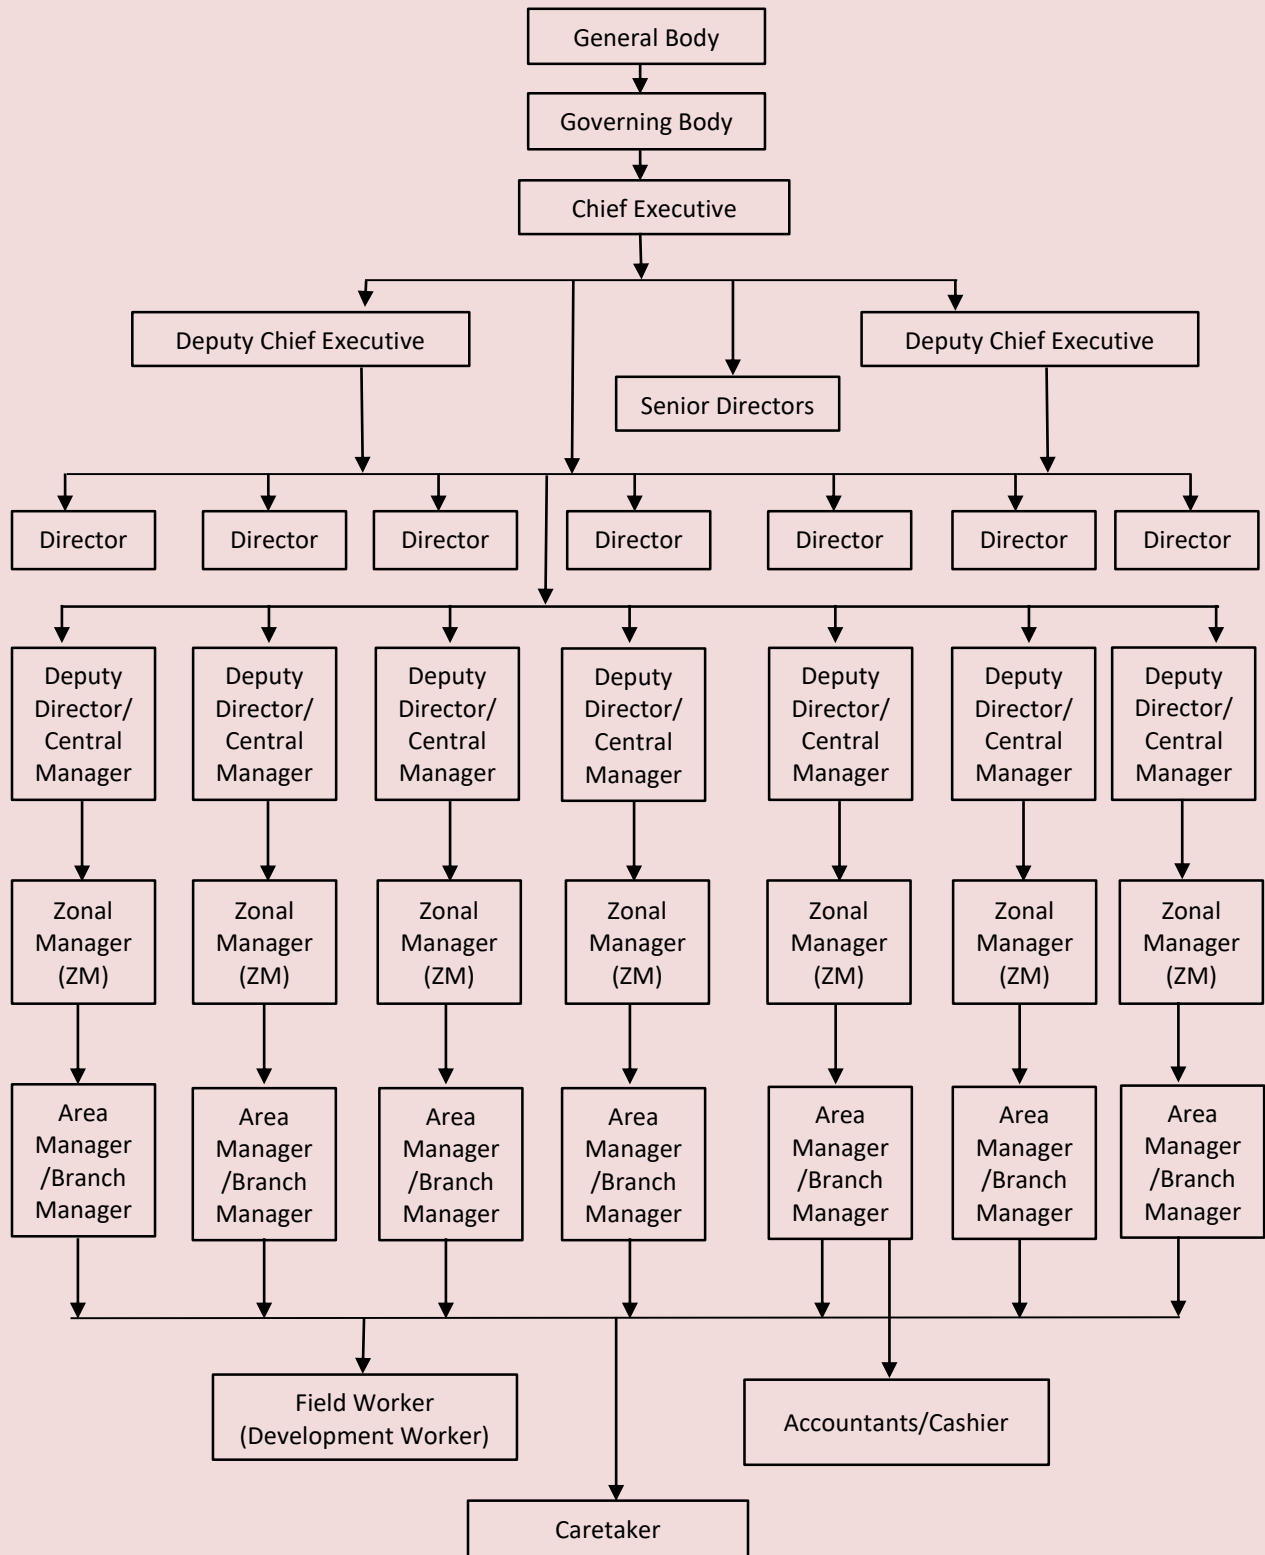 General Body
Governing Body
Chief Executive
Deputy Chief Executive
Deputy Chief Executive
Senior Directors
Director
Director
Director
Director
Director
Director
Director
Deputy
Director/
Central
Manager
Deputy
Director/
Central
Manager
Deputy
Director/
Central
Manager
Deputy
Director/
Central
Manager
Deputy
Director/
Central
Manager
Deputy
Director/
Central
Manager
Deputy
Director/
Central
Manager
Zonal
Manager
(ZM)
Zonal
Manager
(ZM)
Zonal
Manager
(ZM)
Zonal
Manager
(ZM)
Zonal
Manager
(ZM)
Zonal
Manager
(ZM)
Zonal
Manager
(ZM)
Area
Manager
/Branch
Manager
Area
Manager
/Branch
Manager
Area
Manager
/Branch
Manager
Area
Manager
/Branch
Manager
Area
Manager
/Branch
Manager
Area
Manager
/Branch
Manager
Area
Manager
/Branch
Manager
Field Worker
(Development Worker)
Accountants/Cashier
Caretaker